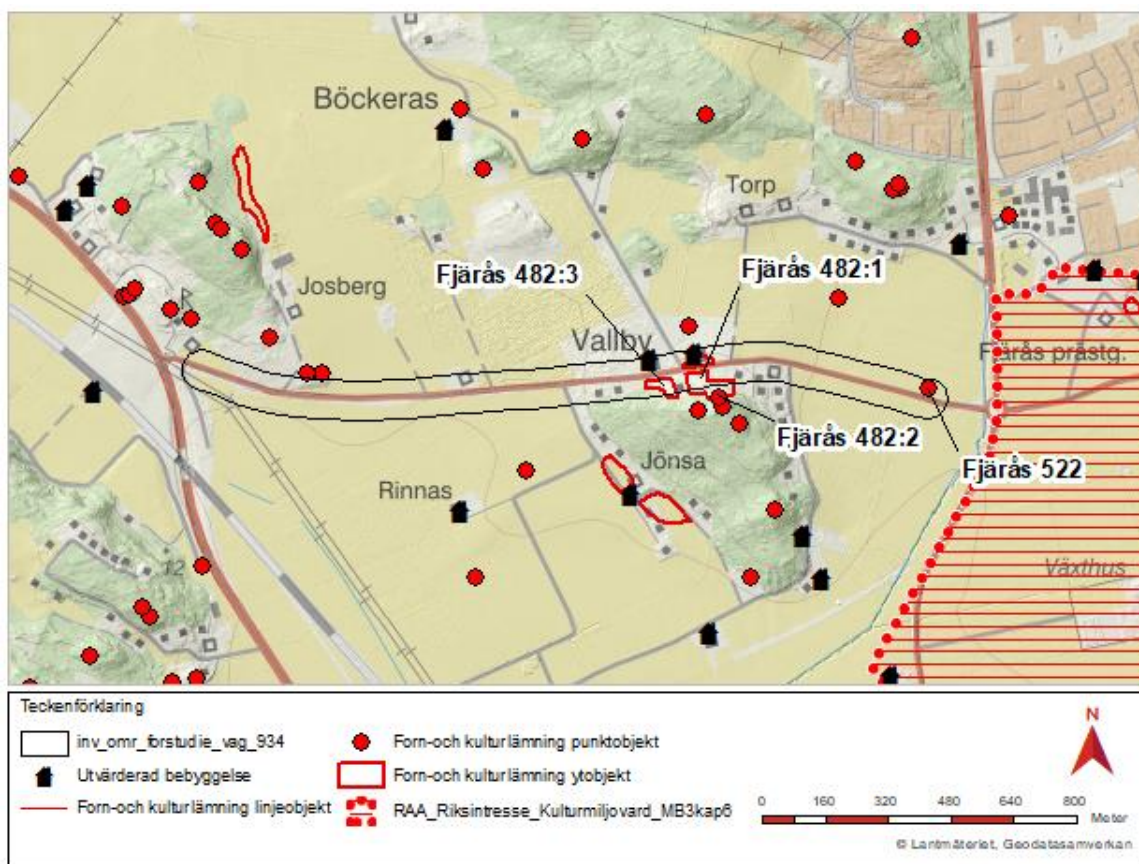 Böckeras
Torp
Fjärås 482:3
Fjärås 482:1
Josberg
Vallby
Fjärås prästg.
Fjärås 482:2
Jönsa
Fjärås 522
Rinnas
12
Växthus
Teckenförklaring
N
inv_omr_forstudie_vag_934
Forn-och kulturlämning punktobjekt
Utvärderad bebyggelse
Forn-och kulturlämning ytobjekt
Forn-och kulturlämning linjeobjekt
RAA_Riksintresse_Kulturmiljovard_MB3kap6
0 160 320 480 640 800
Meter
© Lantmäteriet, Geodatasamverkan